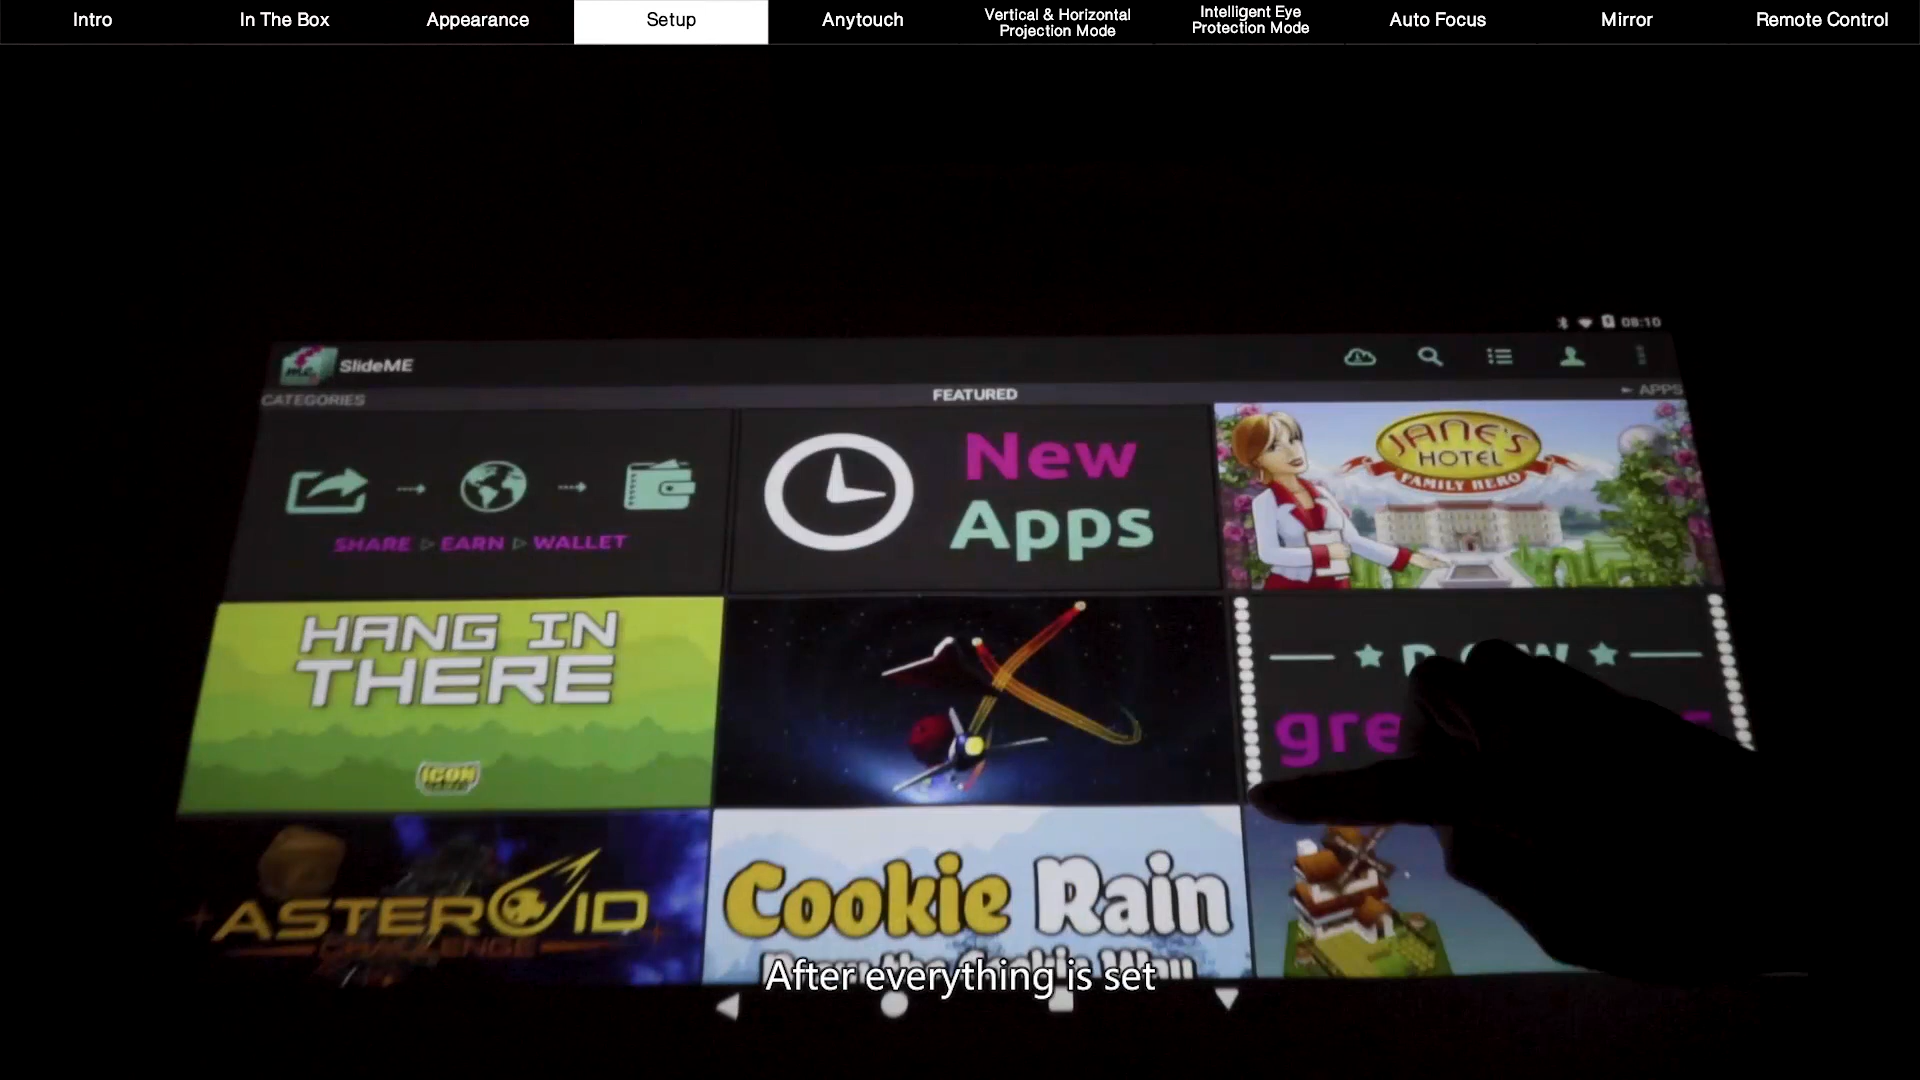 Intro
In The Box
Appearance
Setup
Anytouch
Vertical & Horizontal
Projection Mode
Intelligent Eye
Protection Mode
Auto Focus
Mirror
Remote Control
08:10
SlideME
CATEGORIES
FEATURED
APPS
SHARE ▷ EARN ▷ WALLET
New
Apps
JANE'S
HOTEL
FAMILY HERO
HANG IN
THERE
ICON
gre
ASTEROID
CHALLENGE
Cookie Rain
After everything is set